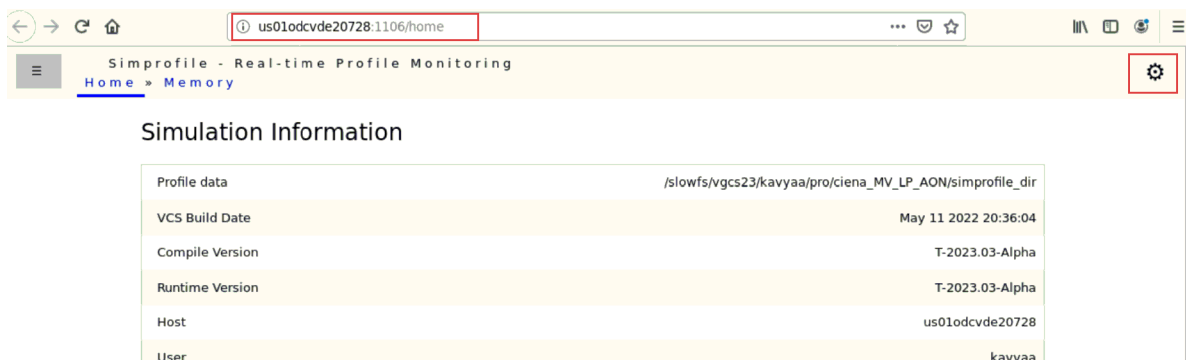 us01odcvde20728:1106/home
Simprofile - Real-time Profile Monitoring
Home » Memory
Simulation Information
Profile data /slowfs/vgcs23/kavyaa/pro/ciena_MV_LP_AON/simprofile_dir
VCS Build Date May 11 2022 20:36:04
Compile Version T-2023.03-Alpha
Runtime Version T-2023.03-Alpha
Host us01odcvde20728
User kavyaa